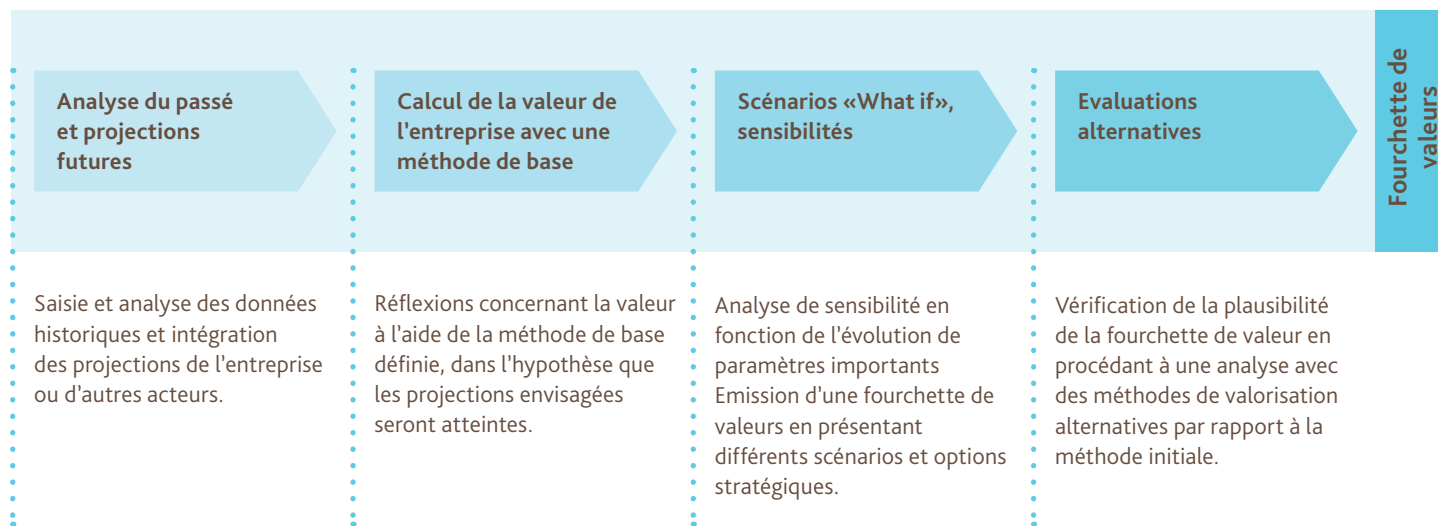 Analyse du passé
et projections
futures
Calcul de la valeur de
l'entreprise avec une
méthode de base
Scénarios «What if»,
sensibilités
Evaluations
alternatives
Fourchette de
valeurs
Saisie et analyse des données
historiques et intégration
des projections de l'entreprise
ou d'autres acteurs.
Réflexions concernant la valeur
à l'aide de la méthode de base
définie, dans l'hypothèse que
les projections envisagées
seront atteintes.
Analyse de sensibilité en
fonction de l'évolution de
paramètres importants
Emission d'une fourchette de
valeurs en présentant
différents scénarios et options
stratégiques.
Vérification de la plausibilité
de la fourchette de valeur en
procédant à une analyse avec
des méthodes de valorisation
alternatives par rapport à la
méthode initiale.